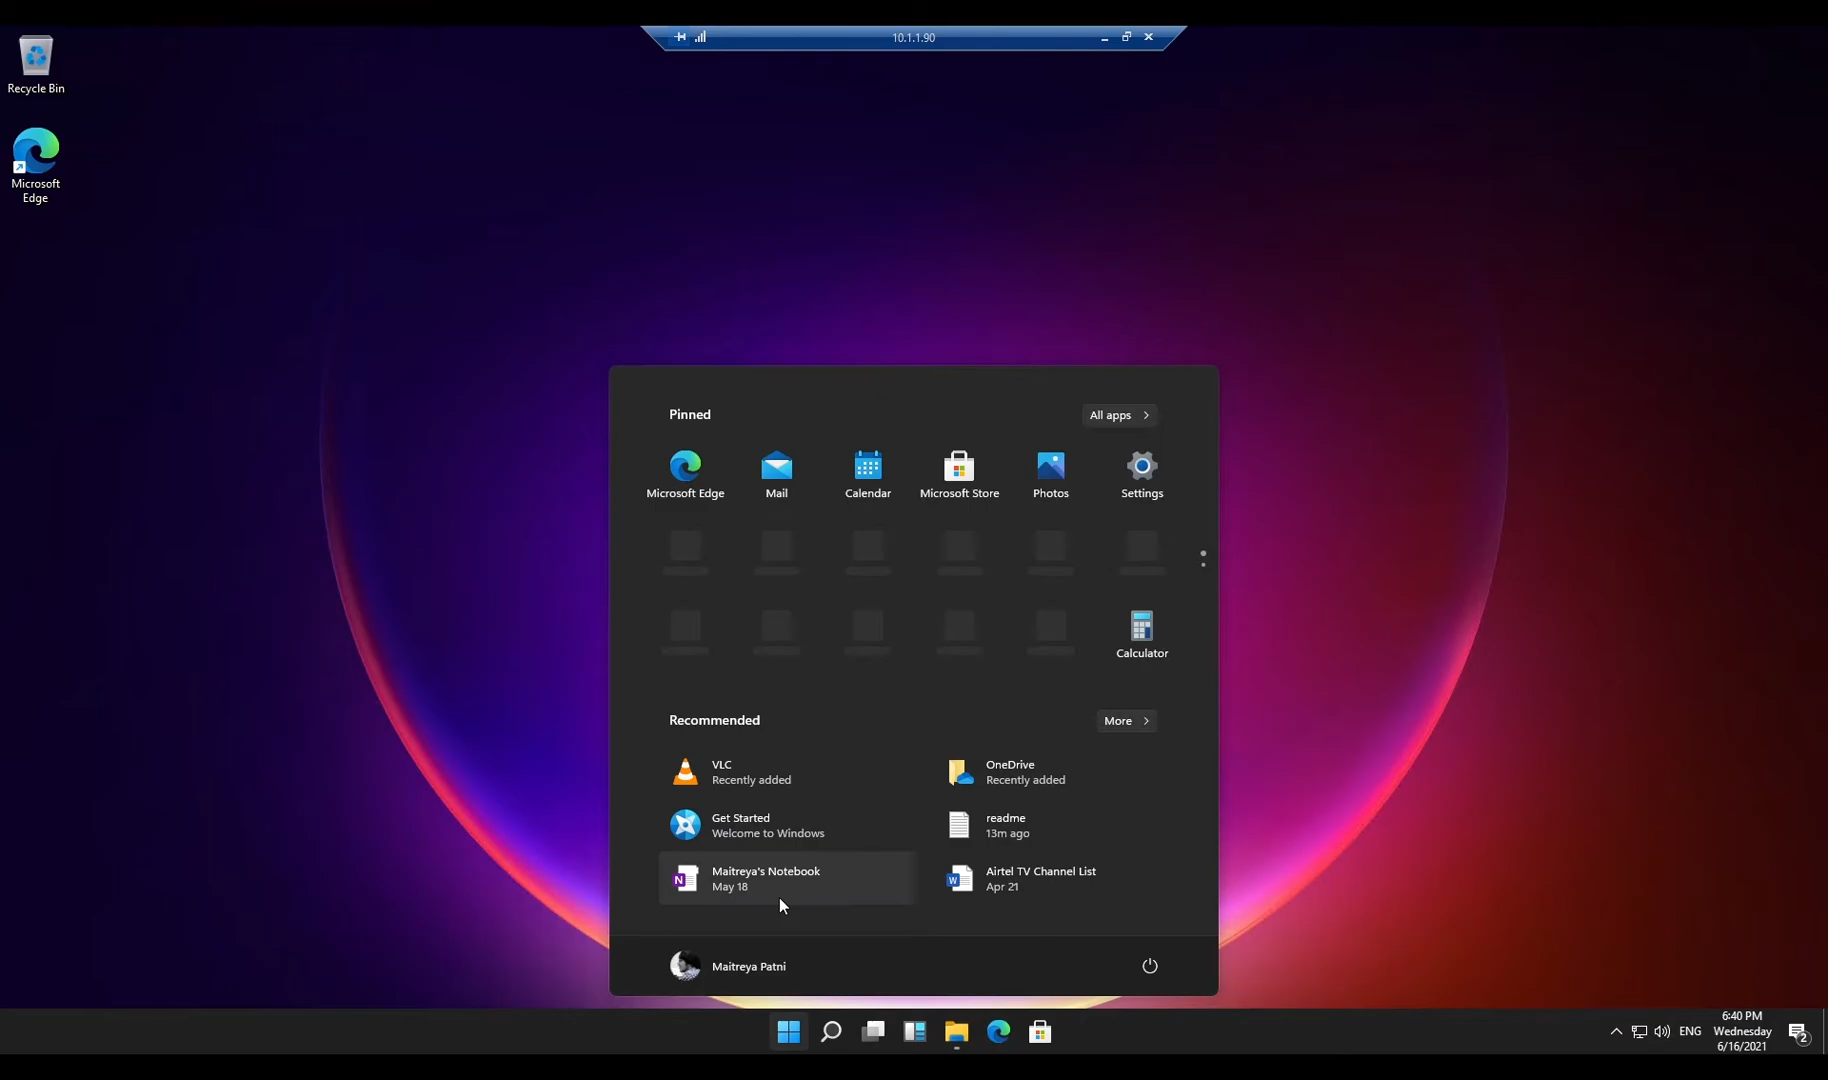 10.1.1.90
Recycle Bin
Microsoft
Edge
Pinned
All apps
Microsoft Edge
Mail
Calendar
Microsoft Store
Photos
Settings
Calculator
Recommended
More
VLC
Recently added
OneDrive
Recently added
Get Started
Welcome to Windows
readme
13m ago
Maitreya's Notebook
May 18
Airtel TV Channel List
Apr 21
Maitreya Patni
ENG
6:40 PM
Wednesday
6/16/2021
2